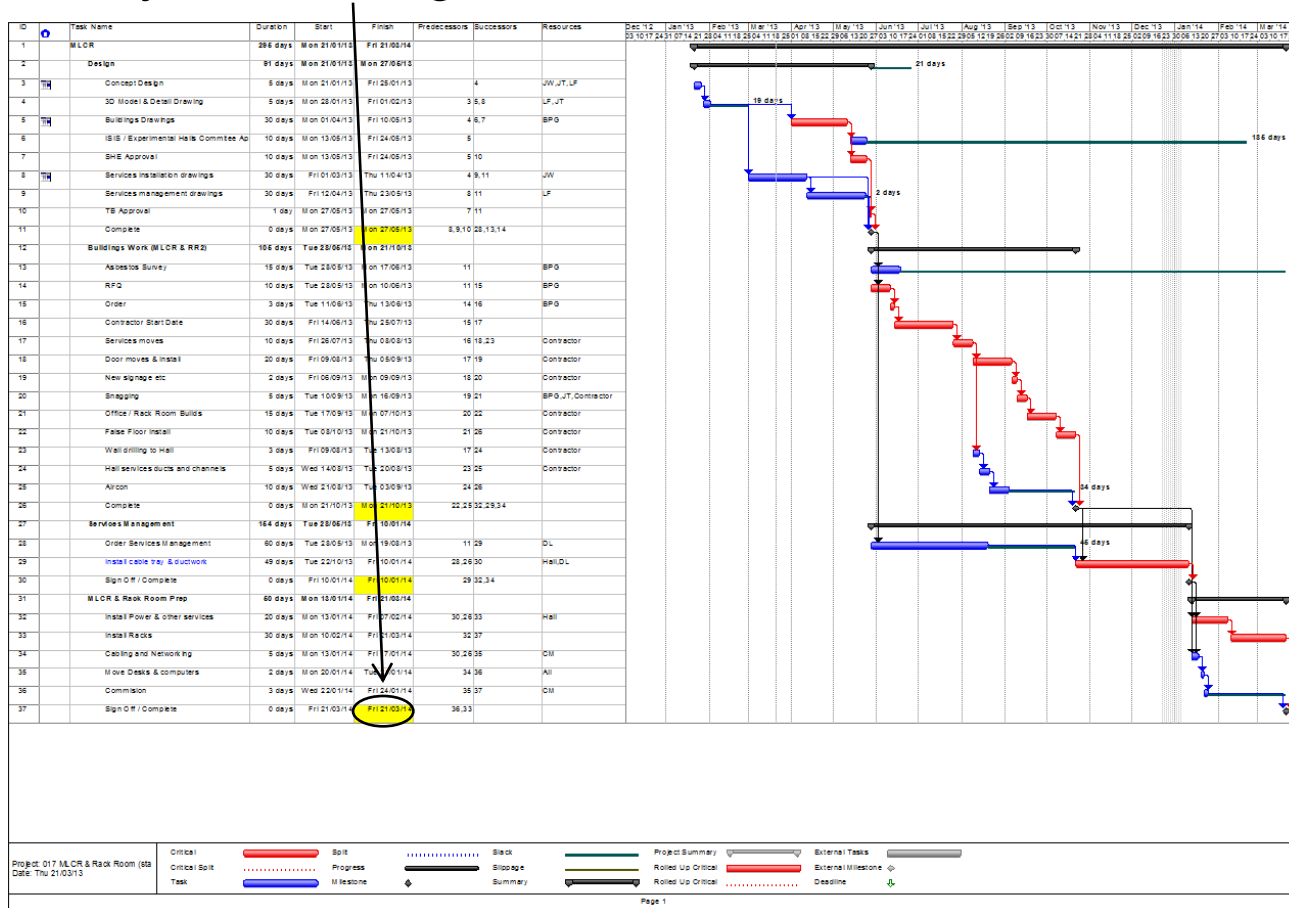 ID Task Name Duration Start Finish Predecessors Successors Resources
Dec '12 Jan '13 Feb '13 Mar '13 Apr '13 May '13 Jun '13 Jul '13 Aug '13 Sep '13 Oct '13 Nov '13 Dec '13 Jan '14 Feb '14 Mar '14
1 MLCR 295 days Mon 21/01/13 Fri 21/03/14
2 Design 91 days Mon 21/01/13 Mon 27/05/13 21 days
3 Concept Design 5 days Mon 21/01/13 Fri 25/01/13 4 JW,JT,LF
4 3D Model & Detail Drawing 5 days Mon 28/01/13 Fri 01/02/13 3 5,8 LF,JT 19 days
5 Buildings Drawings 30 days Mon 01/04/13 Fri 10/05/13 4 6,7 BPG
6 ISIS / Experimental Halls Commitee Ap 10 days Mon 13/05/13 Fri 24/05/13 5 185 days
7 SHE Approval 10 days Mon 13/05/13 Fri 24/05/13 5 10
8 Services Installation drawings 30 days Fri 01/03/13 Thu 11/04/13 4 9,11 JW
9 Services management drawings 30 days Fri 12/04/13 Thu 23/05/13 8 11 LF 2 days
10 TB Approval 1 day Mon 27/05/13 Mon 27/05/13 7 11
11 Complete 0 days Mon 27/05/13 Mon 27/05/13 8,9,10 28,13,14
12 Buildings Work (MLCR & RR2) 105 days Tue 28/05/13 Mon 21/10/13
13 Asbestos Survey 15 days Tue 28/05/13 Mon 17/06/13 11 BPG
14 RFQ 10 days Tue 28/05/13 Mon 10/06/13 11 15 BPG
15 Order 3 days Tue 11/06/13 Thu 13/06/13 14 16 BPG
16 Contractor Start Date 30 days Fri 14/06/13 Thu 25/07/13 15 17
17 Services moves 10 days Fri 26/07/13 Thu 08/08/13 16 18,23 Contractor
18 Door moves & Install 20 days Fri 09/08/13 Thu 05/09/13 17 19 Contractor
19 New signage etc 2 days Fri 06/09/13 Mon 09/09/13 18 20 Contractor
20 Snagging 5 days Tue 10/09/13 Mon 16/09/13 19 21 BPG,JT,Contractor
21 Office / Rack Room Builds 15 days Tue 17/09/13 Mon 07/10/13 20 22 Contractor
22 False Floor Install 10 days Tue 08/10/13 Mon 21/10/13 21 26 Contractor
23 Wall drilling to Hall 3 days Fri 09/08/13 Tue 13/08/13 17 24 Contractor
24 Hall services ducts and channels 5 days Wed 14/08/13 Tue 20/08/13 23 25 Contractor
25 Aircon 10 days Wed 21/08/13 Tue 03/09/13 24 26 34 days
26 Complete 0 days Mon 21/10/13 Mon 21/10/13 22,25 32,29,34
27 Services Management 164 days Tue 28/05/13 Fri 10/01/14
28 Order Services Management 60 days Tue 28/05/13 Mon 19/08/13 11 29 DL 45 days
29 Install cable tray & ductwork 49 days Tue 22/10/13 Fri 10/01/14 28,26 30 Hall,DL
30 Sign Off / Complete 0 days Fri 10/01/14 Fri 10/01/14 29 32,34
31 MLCR & Rack Room Prep 50 days Mon 13/01/14 Fri 21/03/14
32 Install Power & other services 20 days Mon 13/01/14 Fri 07/02/14 30,26 33 Hall
33 Install Racks 30 days Mon 10/02/14 Fri 21/03/14 32 37
34 Cabling and Networking 5 days Mon 13/01/14 Fri 17/01/14 30,26 35 CM
35 Move Desks & computers 2 days Mon 20/01/14 Tue /01/14 34 36 All
36 Commision 3 days Wed 22/01/14 Fri 24/01/14 35 37 CM
37 Sign Off / Complete 0 days Fri 21/03/14 Fri 21/03/14 36,33
Project: 017 MLCR & Rack Room (sta
Date: Thu 21/03/13
Critical Split Slack Project Summary External Tasks
Critical Split Progress Slippage Rolled Up Critical External Milestone
Task Milestone Summary Rolled Up Critical Deadline
Page 1